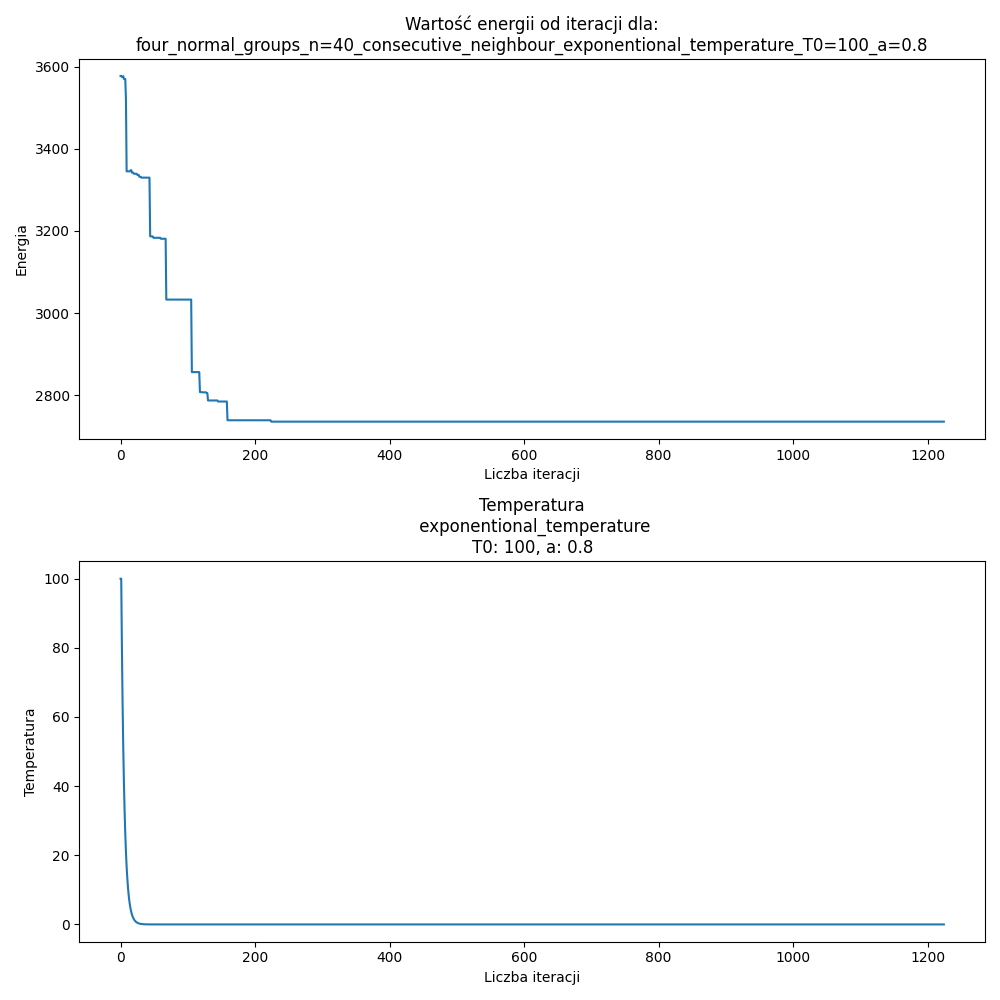 Wartość energii od iteracji dla:
four_normal_groups_n=40_consecutive_neighbour_exponentional_temperature_T0=100_a=0.8
3600
3400
3200
3000
2800
Energia
0 200 400 600 800 1000 1200
Liczba iteracji
Temperatura
exponentional_temperature
T0: 100, a: 0.8
100
80
60
40
20
0
Temperatura
0 200 400 600 800 1000 1200
Liczba iteracji